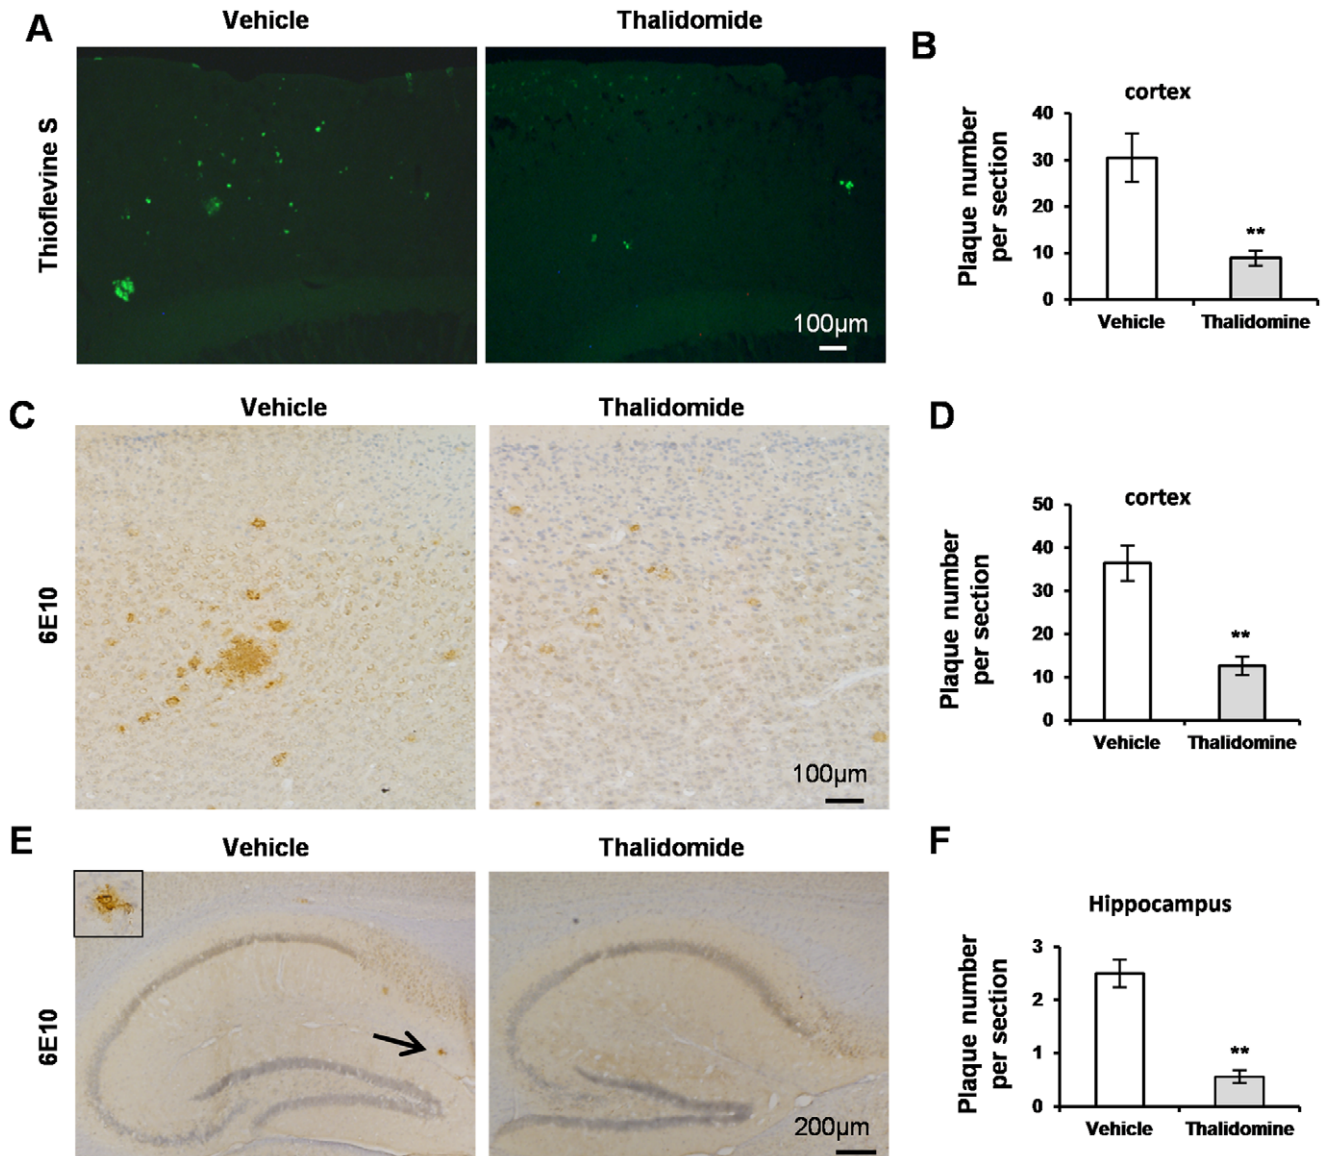 A
Vehicle
Thalidomide
Thioflevine S
100µm
B
cortex
Plaque number
per section
40
30
20
10
0
**
Vehicle
Thalidomine
C
Vehicle
Thalidomide
6E10
100µm
D
cortex
Plaque number
per section
50
40
30
20
10
0
**
Vehicle
Thalidomine
E
Vehicle
Thalidomide
6E10
200µm
F
Hippocampus
Plaque number
per section
3
2
1
0
**
Vehicle
Thalidomine